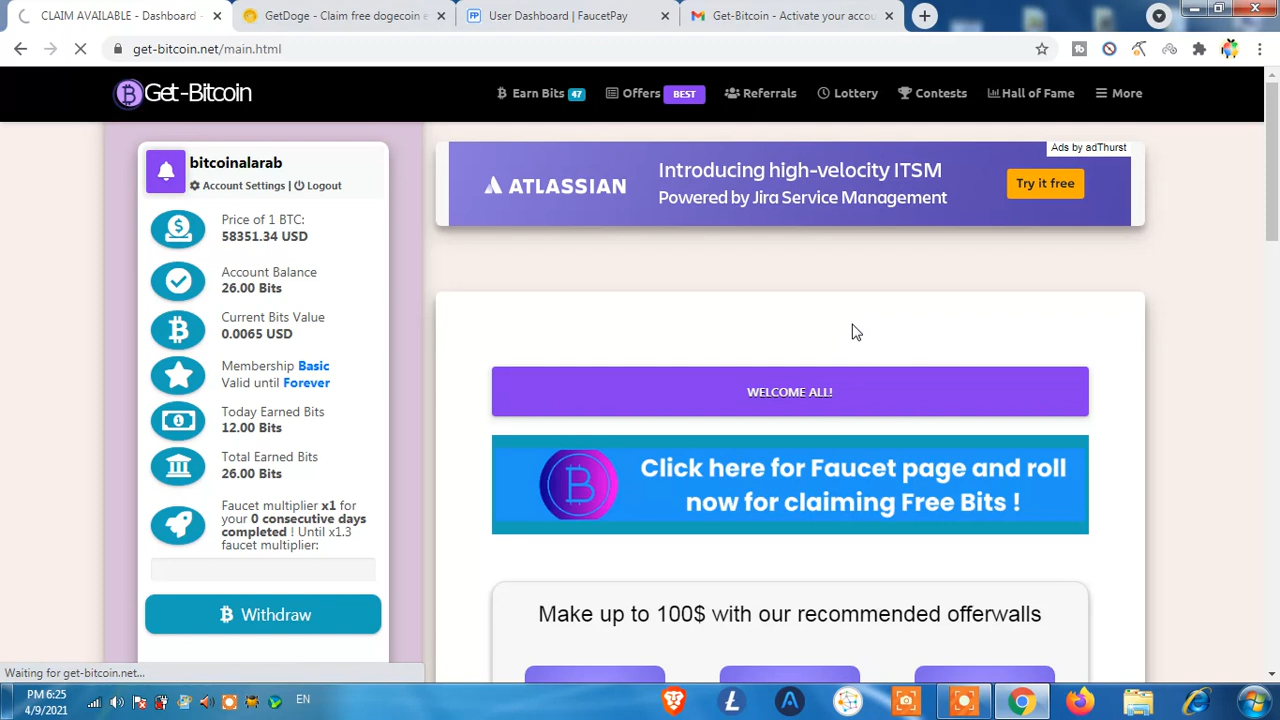 CLAIM AVAILABLE - Dashboard -
GetDoge - Claim free dogecoin e
User Dashboard | FaucetPay
Get-Bitcoin - Activate your accou
get-bitcoin.net/main.html
Get-Bitcoin
Earn Bits 47
Offers BEST
Referrals
Lottery
Contests
Hall of Fame
More
bitcoinalarab
Account Settings | Logout
Price of 1 BTC:
58351.34 USD
Account Balance
26.00 Bits
Current Bits Value
0.0065 USD
Membership Basic
Valid until Forever
Today Earned Bits
12.00 Bits
Total Earned Bits
26.00 Bits
Faucet multiplier x1 for
your 0 consecutive days
completed ! Until x1.3
faucet multiplier:
Withdraw
Ads by adThurst
ATLASSIAN
Introducing high-velocity ITSM
Powered by Jira Service Management
Try it free
WELCOME ALL!
Click here for Faucet page and roll
now for claiming Free Bits !
Make up to 100$ with our recommended offerwalls
Waiting for get-bitcoin.net...
PM 6:25
4/9/2021
EN